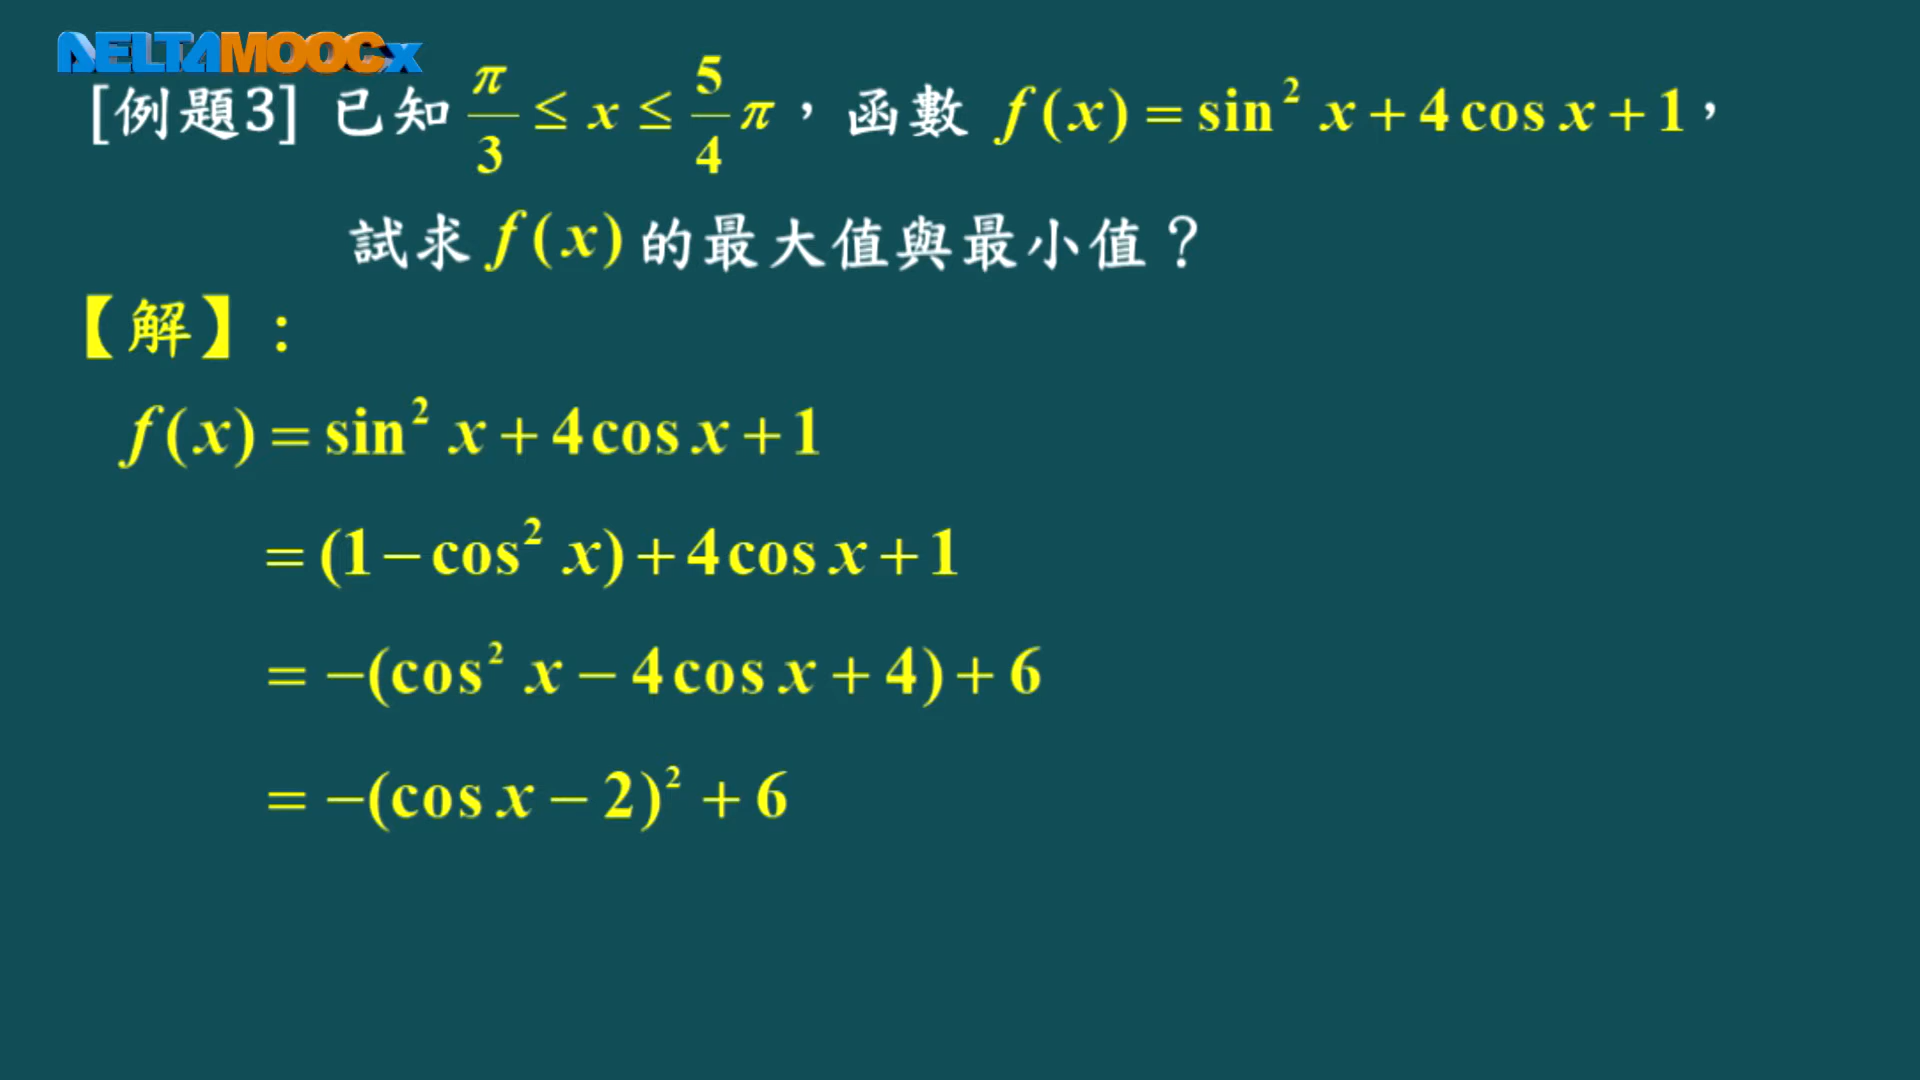 DELTAMOOCx
[例題3] 已知 π/3 ≤ x ≤ 5/4 π，函數 f(x) = sin² x + 4 cos x + 1，
試求 f(x) 的最大值與最小值？
【解】:
f(x) = sin² x + 4 cos x + 1
= (1 − cos² x) + 4 cos x + 1
= −(cos² x − 4 cos x + 4) + 6
= −(cos x − 2)² + 6